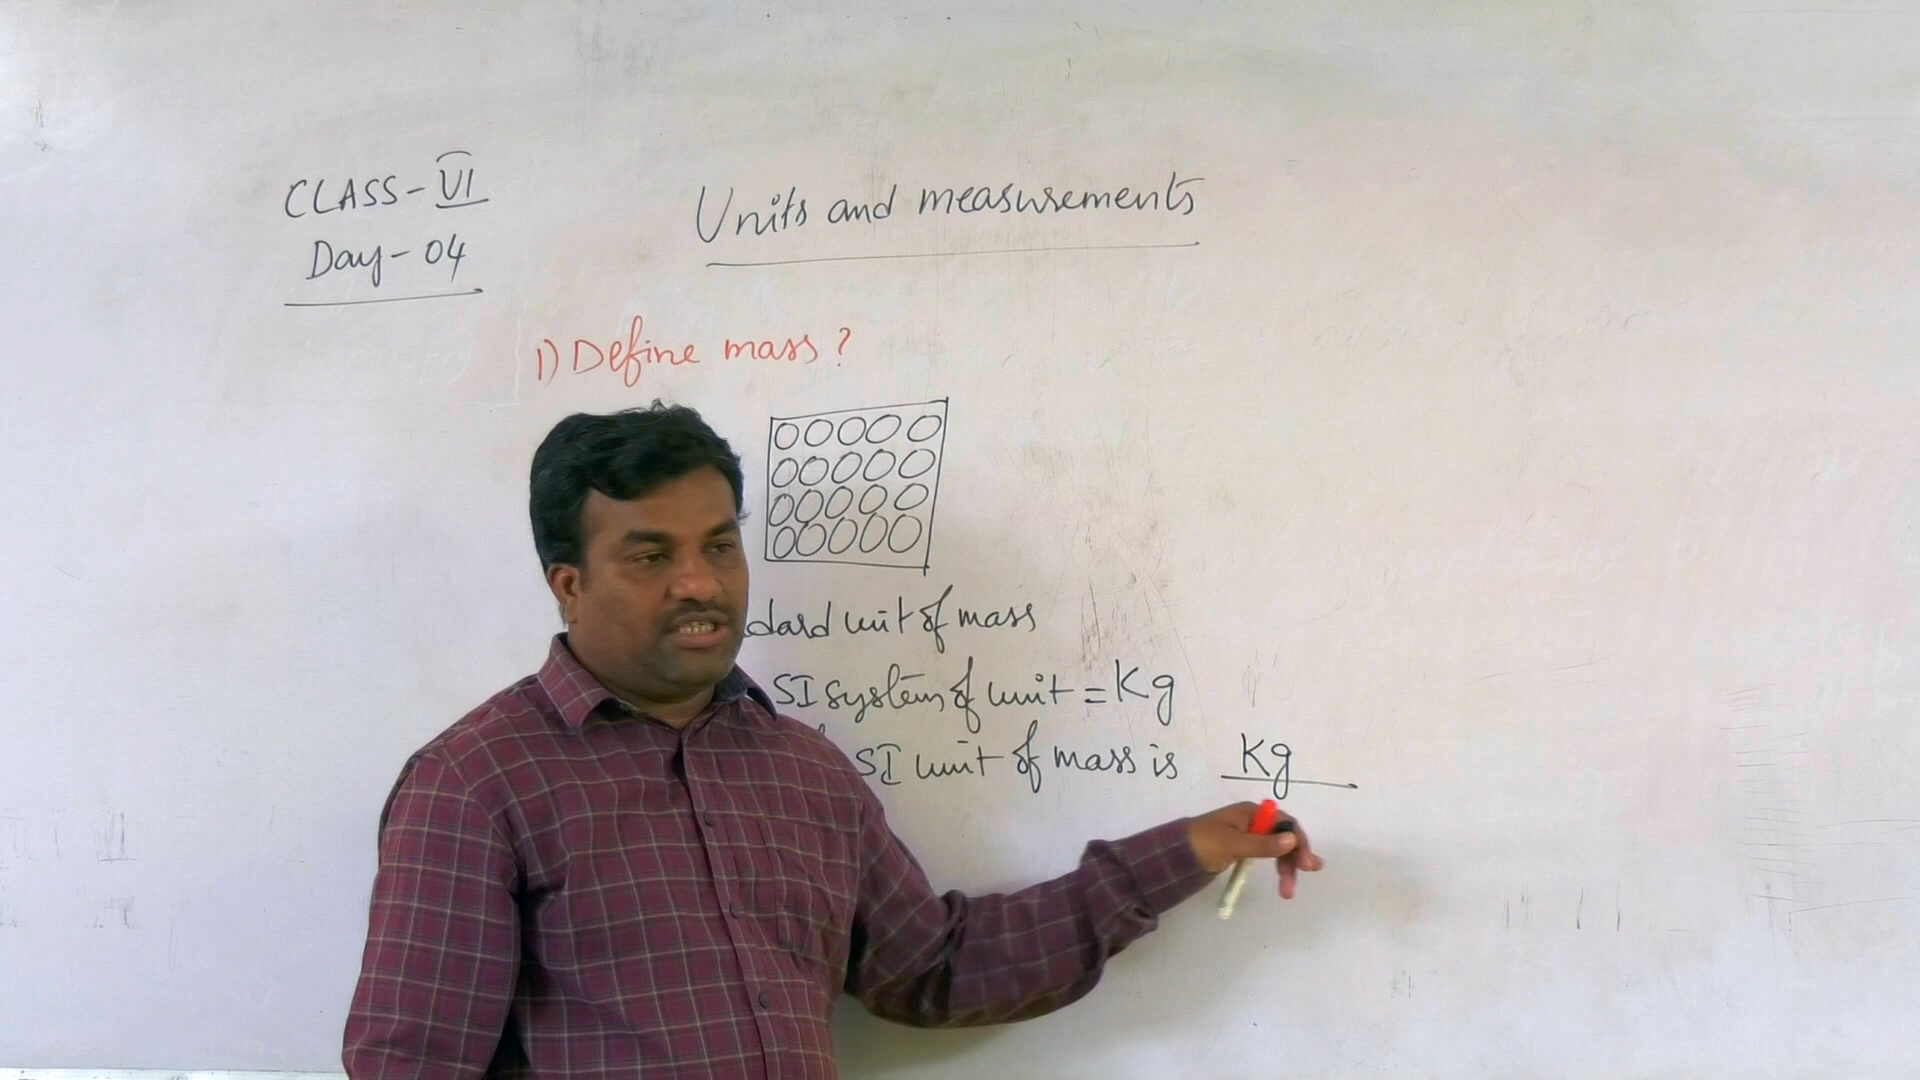 CLASS-VI
Day-04
Units and measurements
1) Define mass?
unit of mass
SI system of unit = Kg
SI unit of mass is Kg